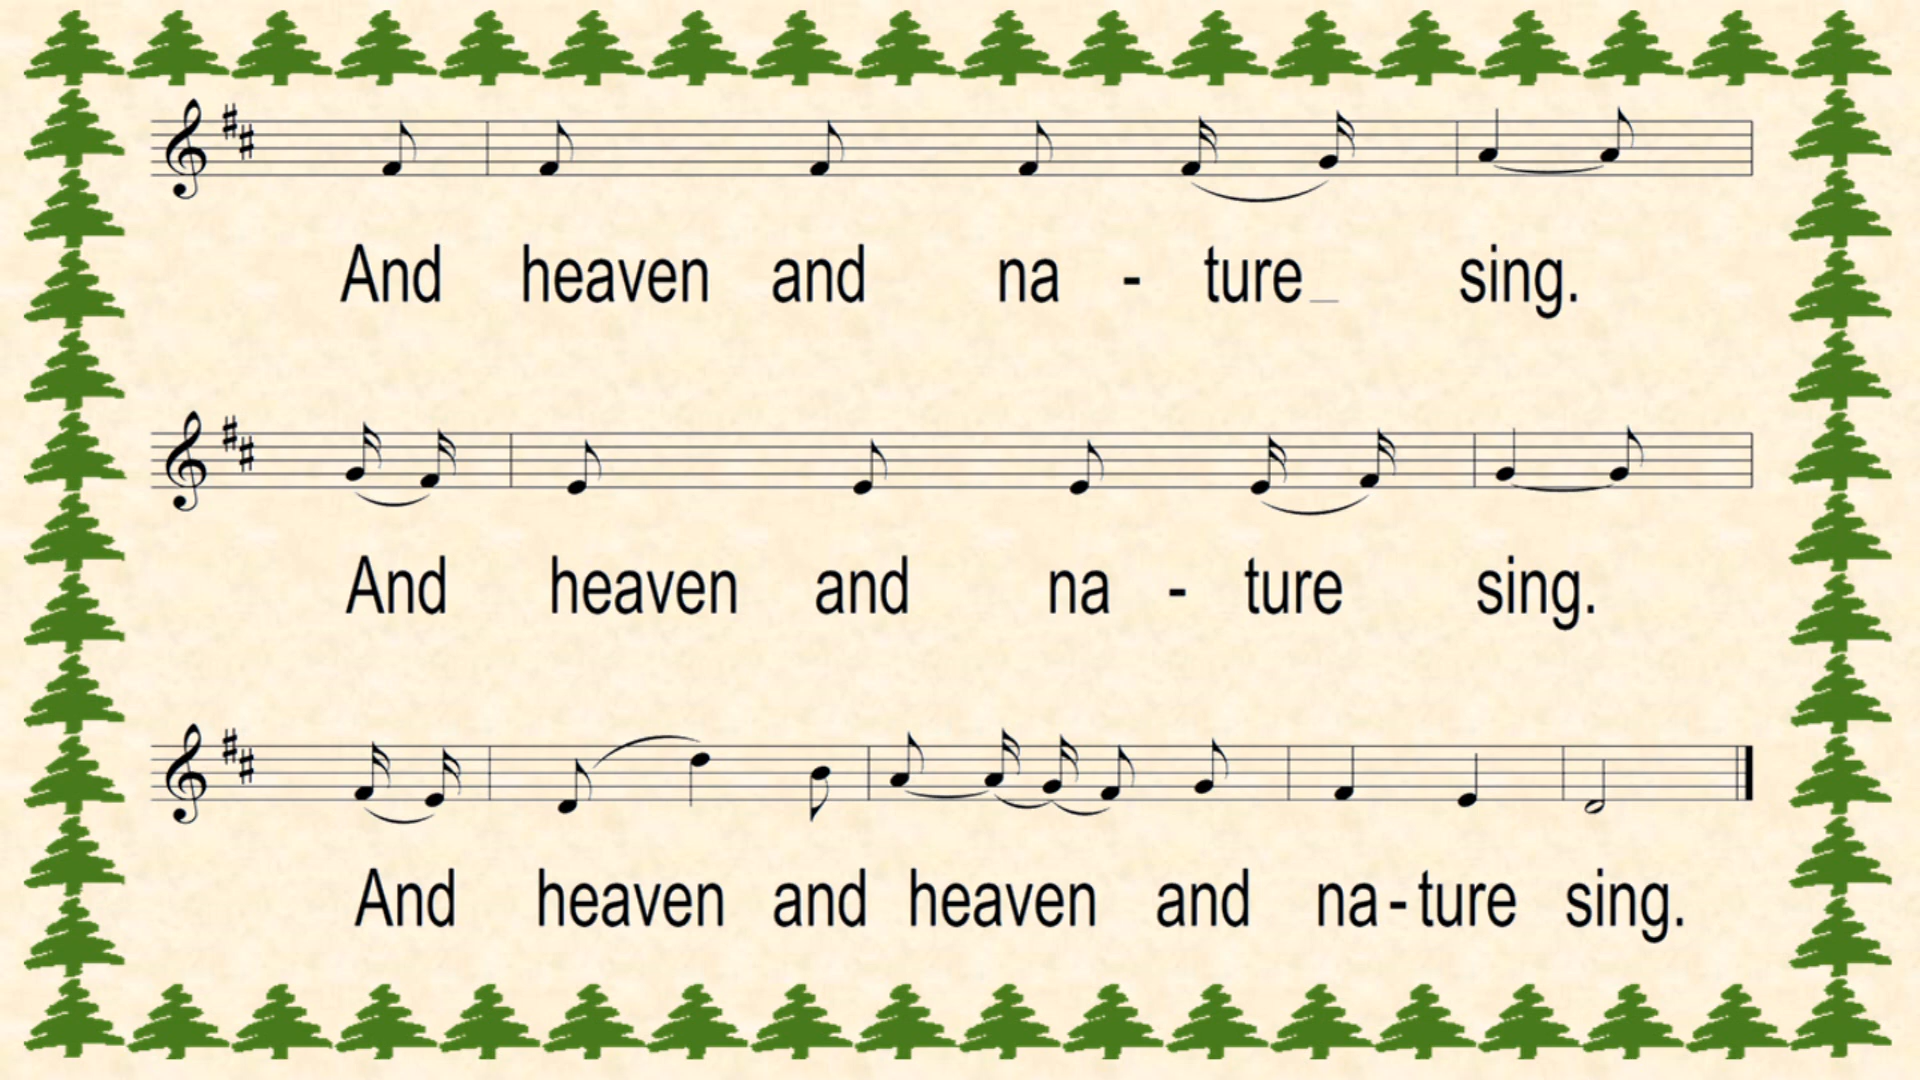 And heaven and na - ture_ sing.
And heaven and na - ture sing.
And heaven and heaven and na - ture sing.